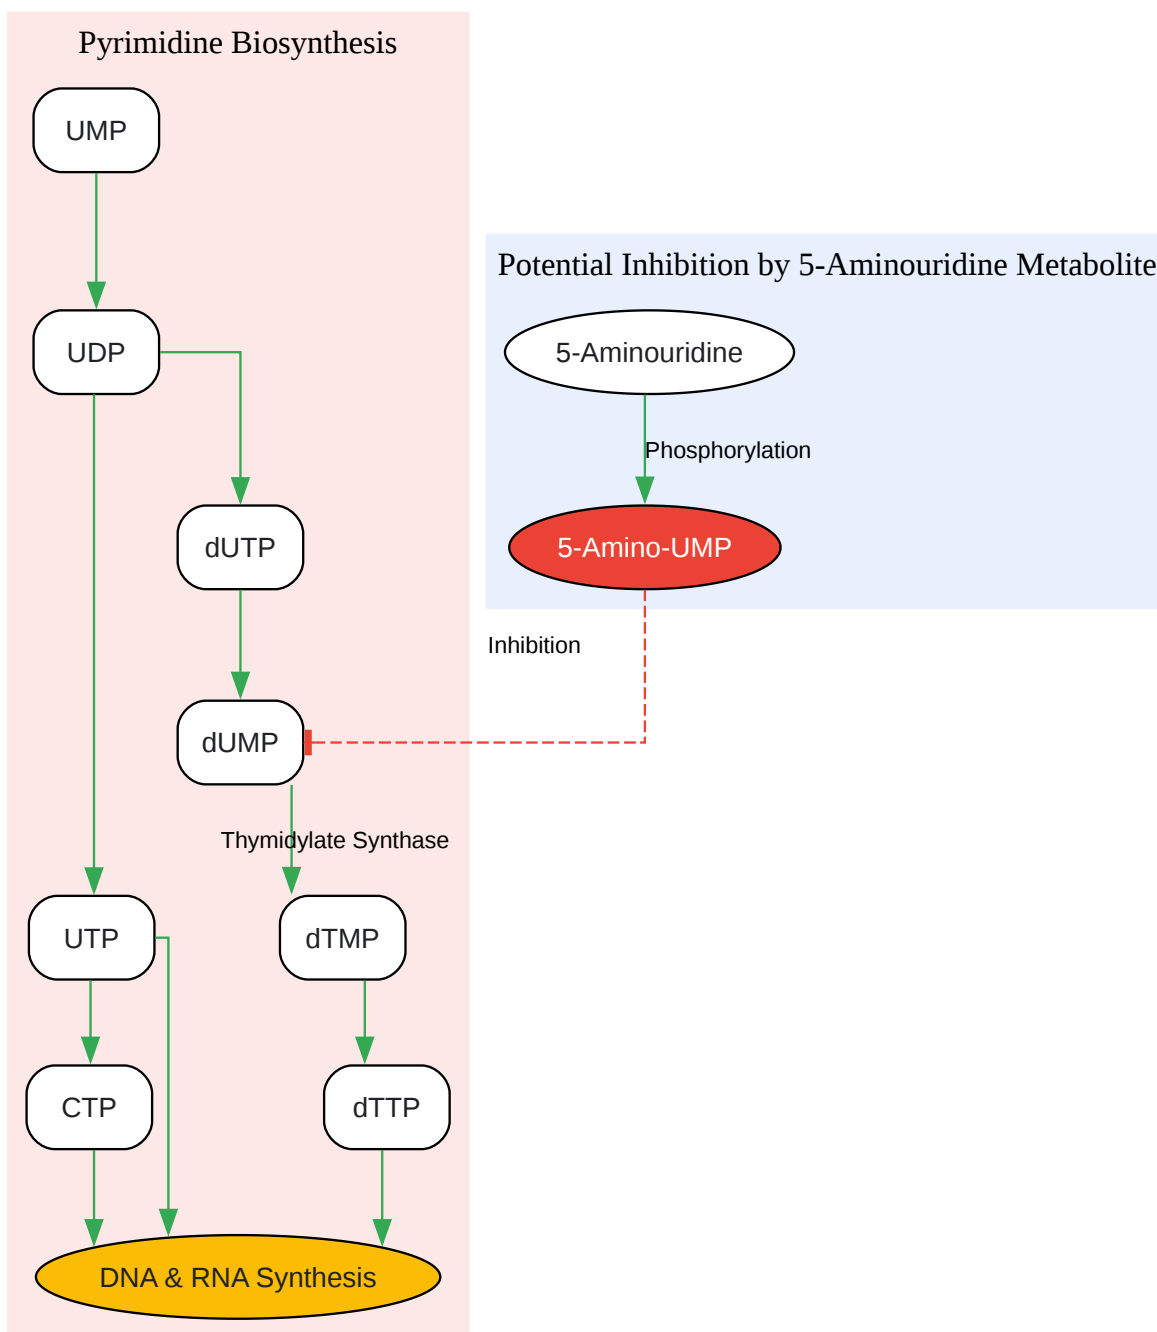 Pyrimidine Biosynthesis
UMP
Potential Inhibition by 5-Aminouridine Metabolite
UDP
5-Aminouridine
Phosphorylation
dUTP
5-Amino-UMP
Inhibition
dUMP
Thymidylate Synthase
UTP
dTMP
CTP
dTTP
DNA & RNA Synthesis